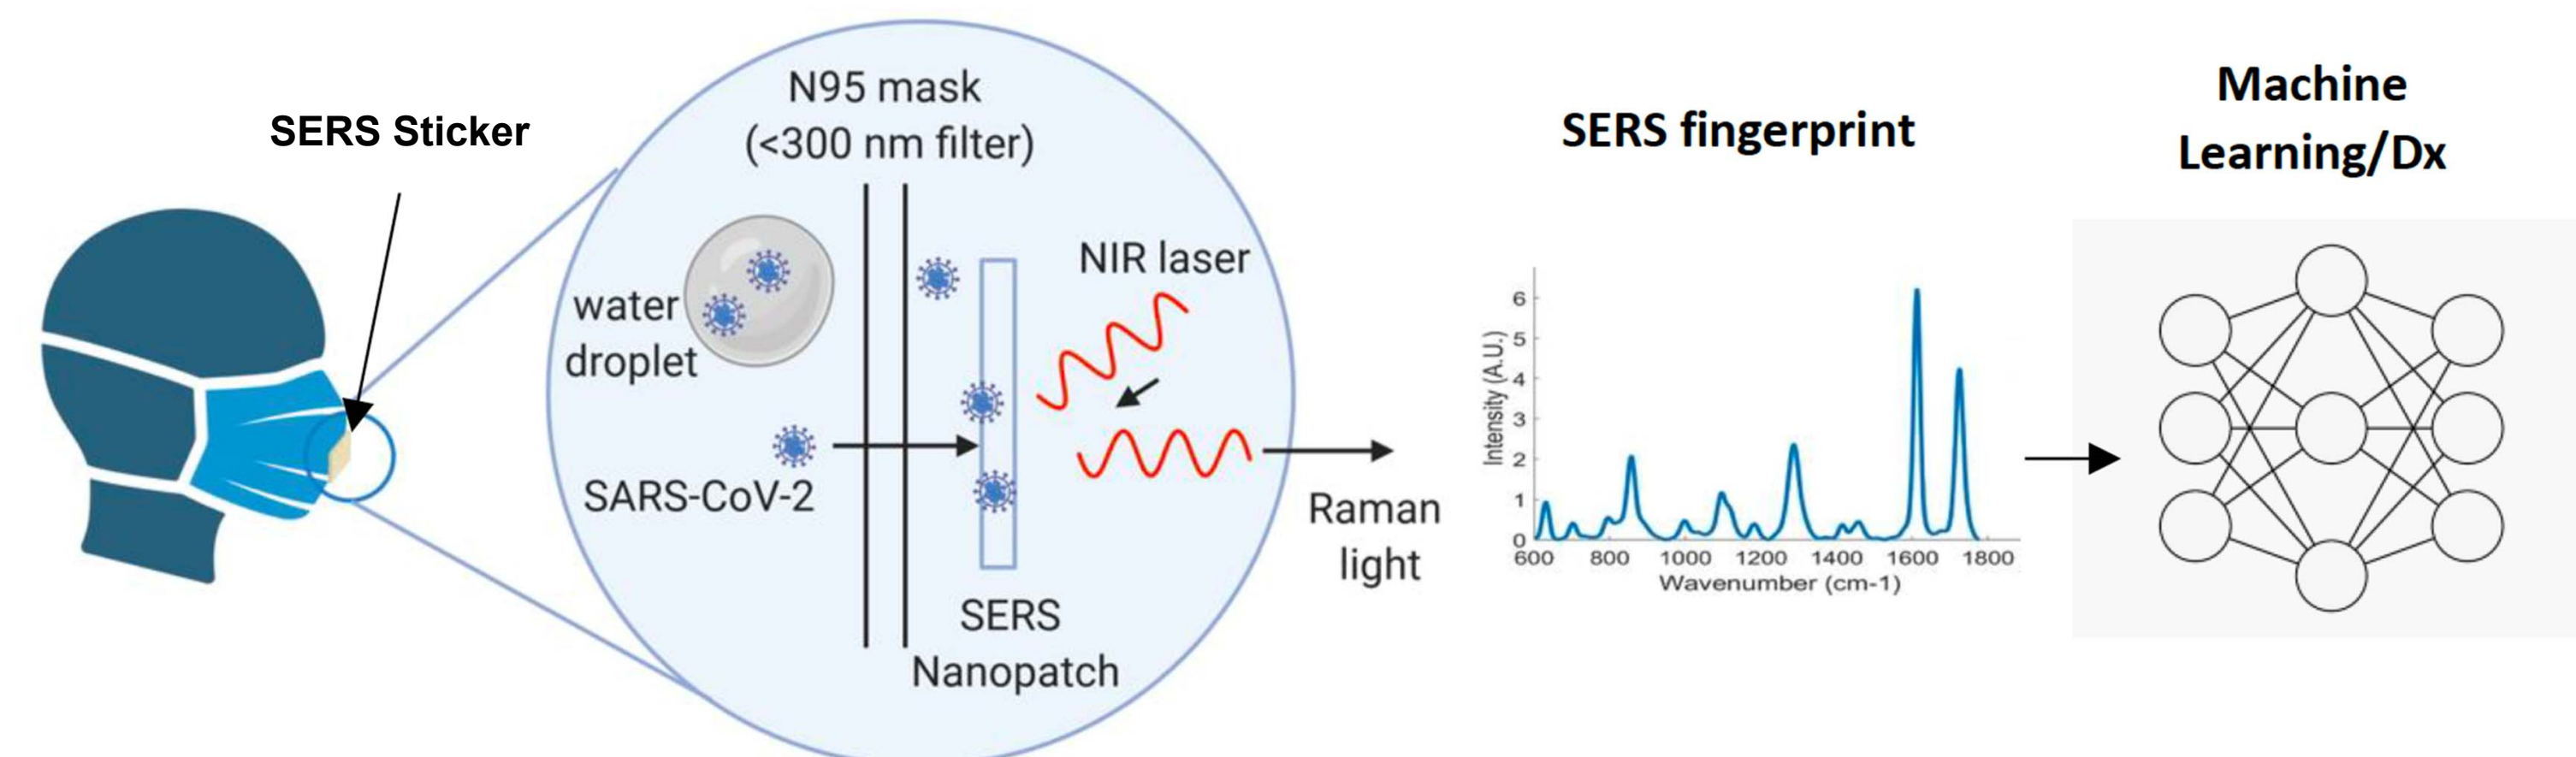 SERS Sticker
N95 mask
(<300 nm filter)
water
droplet
SARS-CoV-2
NIR laser
SERS
Nanopatch
Raman
light
SERS fingerprint
Intensity (A.U.)
6
5
4
3
2
1
0
600 800 1000 1200 1400 1600 1800
Wavenumber (cm-1)
Machine
Learning/Dx